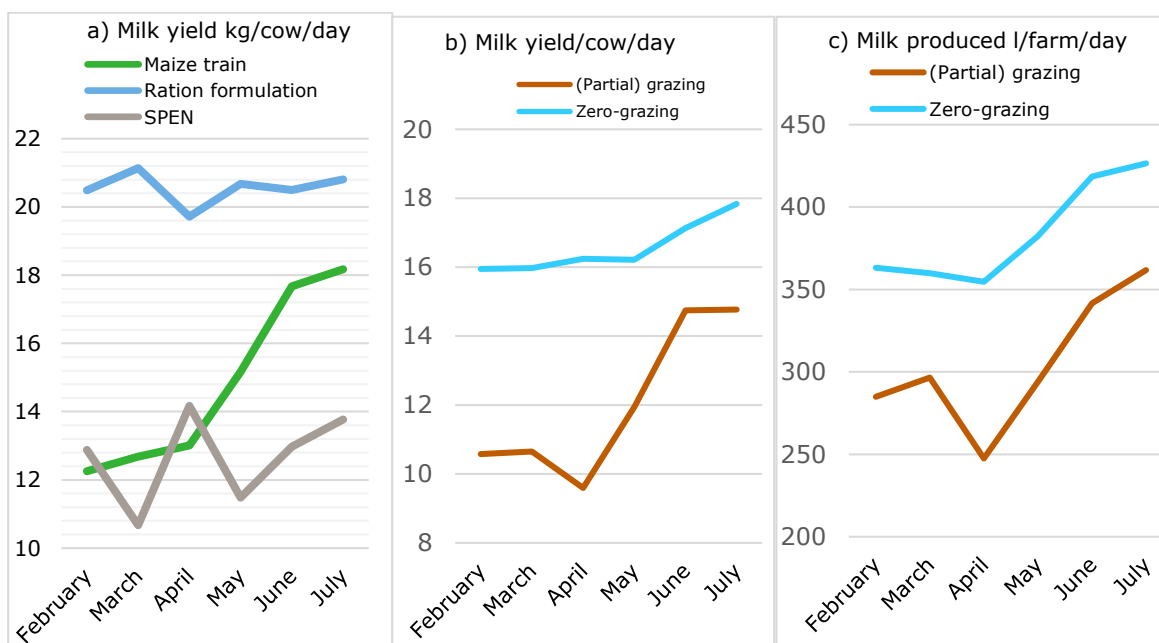 a) Milk yield kg/cow/day
Maize train
Ration formulation
SPEN
22
20
18
16
14
12
10
February
March
April
May
June
July
b) Milk yield/cow/day
(Partial) grazing
Zero-grazing
20
18
16
14
12
10
8
February
March
April
May
June
July
c) Milk produced l/farm/day
(Partial) grazing
Zero-grazing
450
400
350
300
250
200
February
March
April
May
June
July